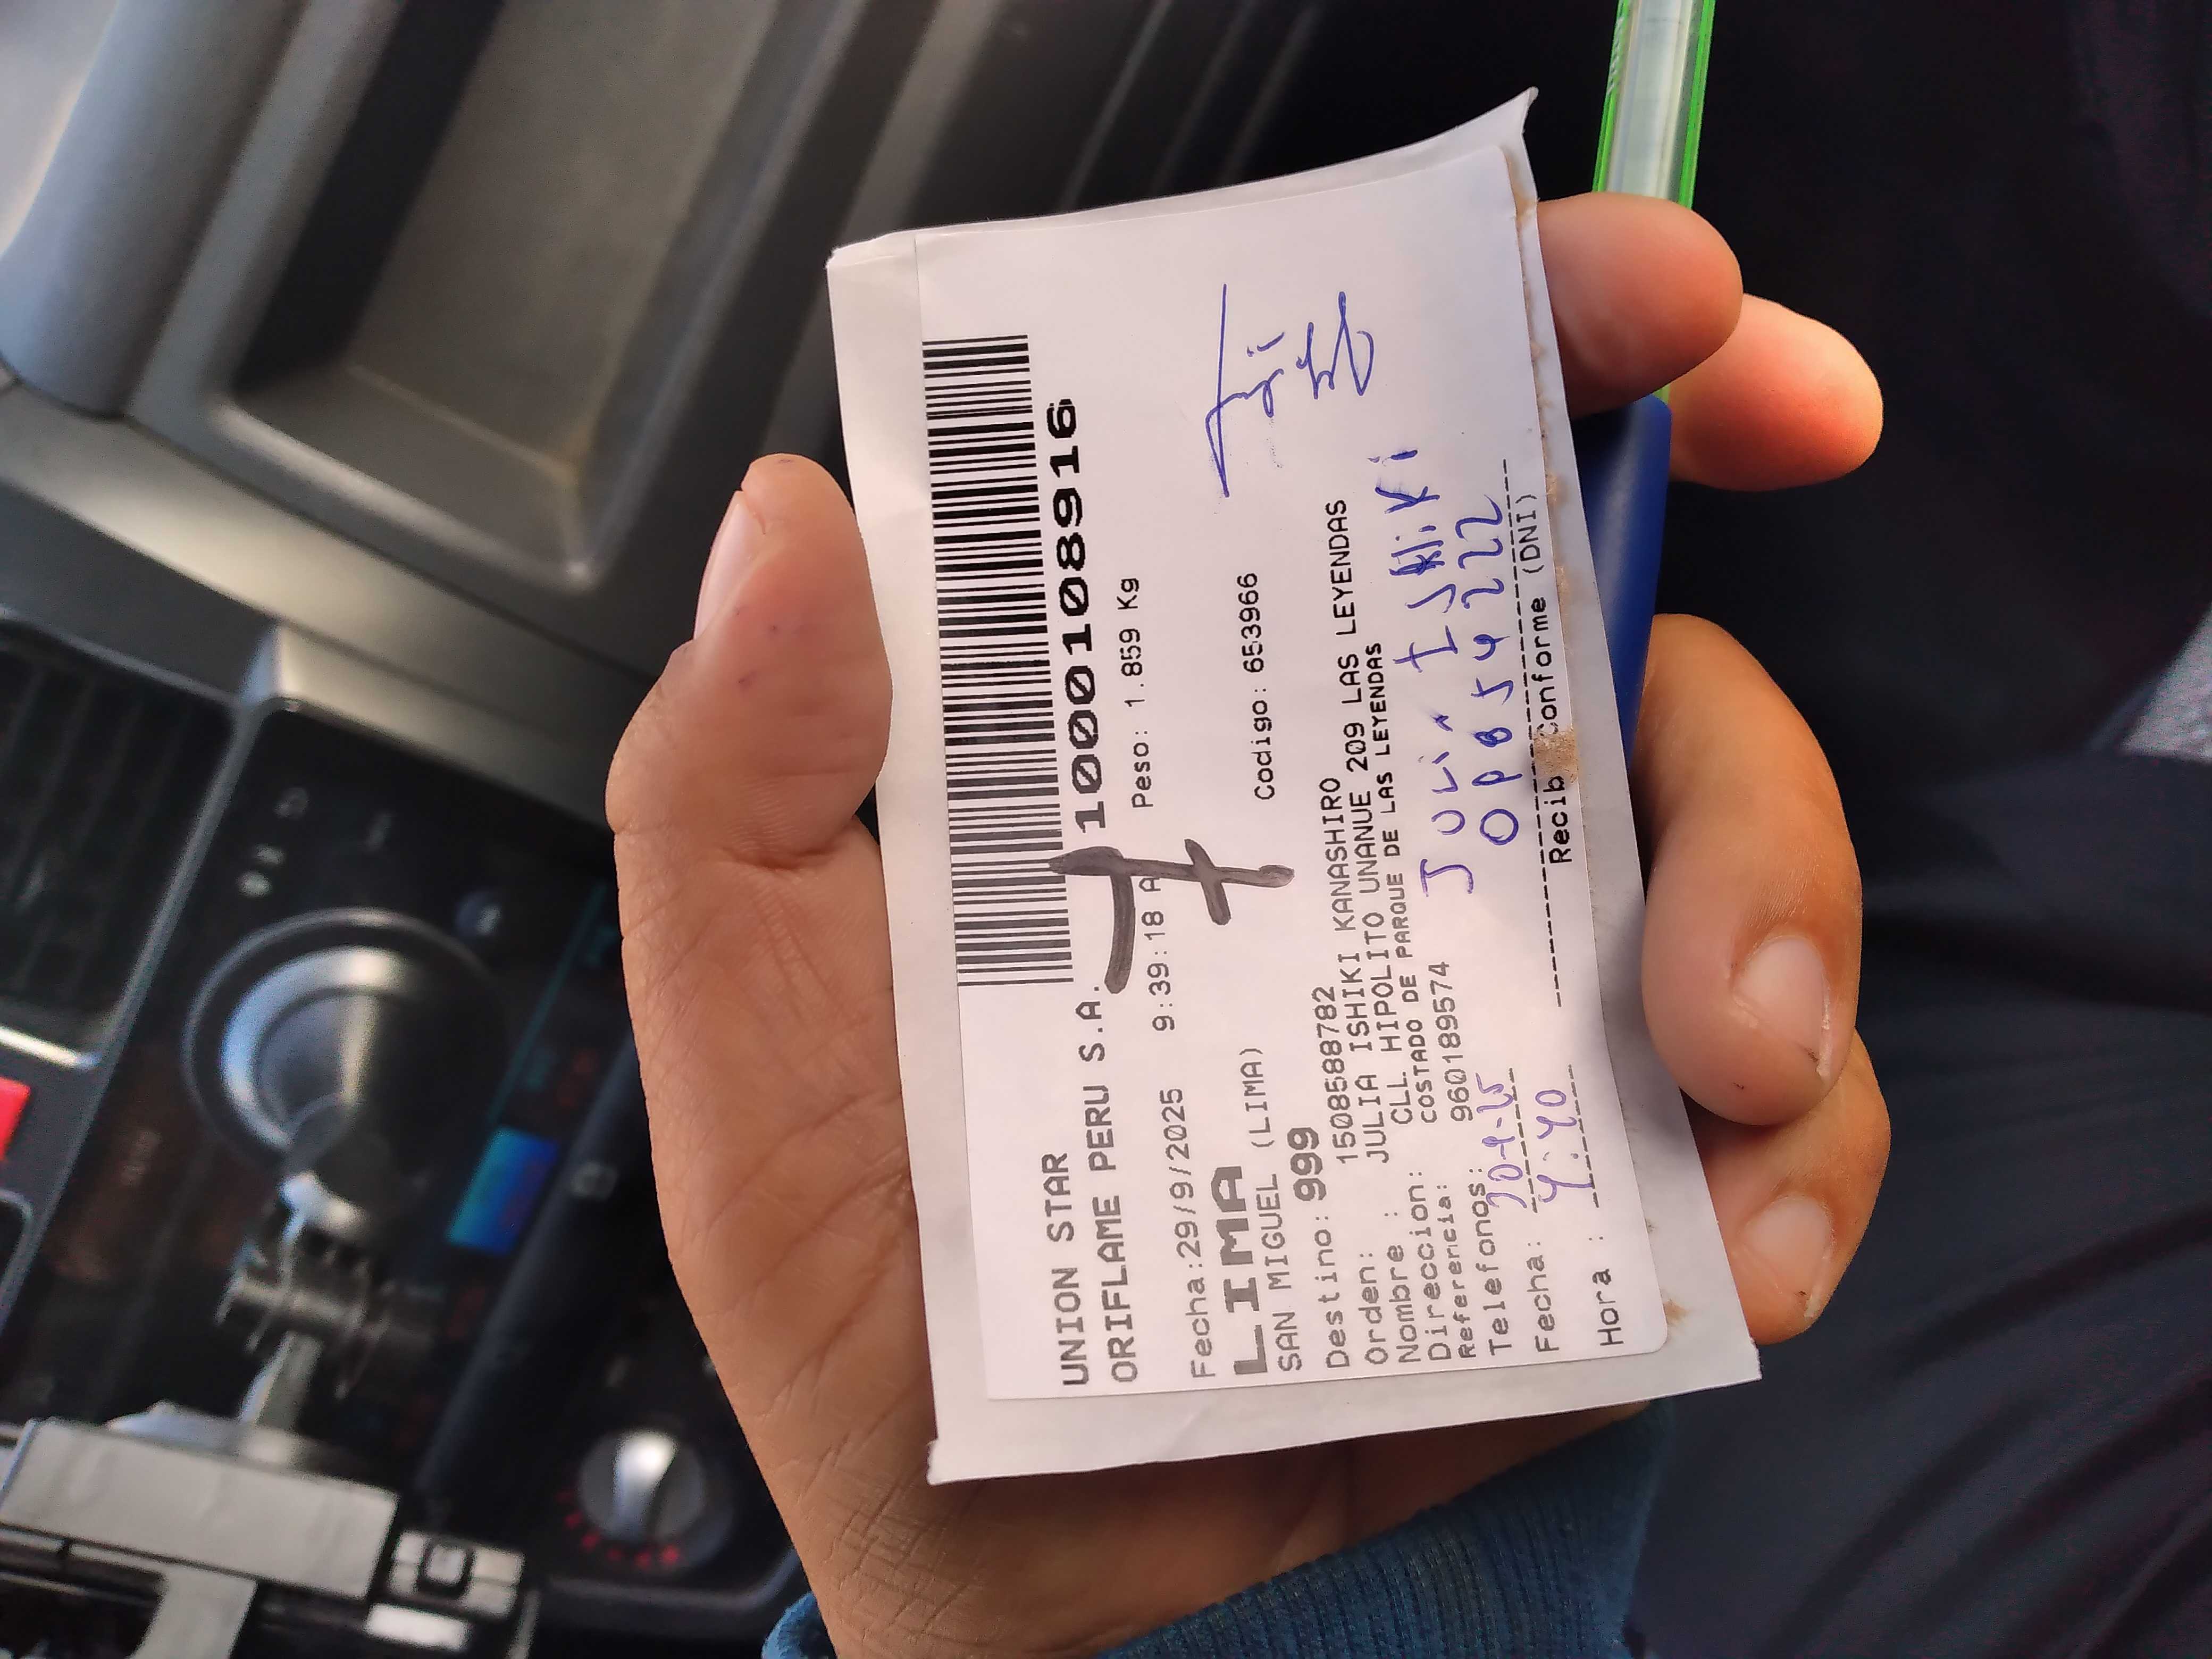 1000108916
UNION STAR
ORIFLAME PERU S.A.
Fecha:29/9/2025 9:39:18 A Peso: 1.859 Kg
LIMA
SAN MIGUEL (LIMA) Codigo: 653966
Destino: 999
Orden: 1508588782
Nombre : JULIA ISHIKI KANASHIRO
Direccion: CLL HIPOLITO UNANUE 209 LAS LEYENDAS
Referencia: COSTADO DE PARQUE DE LAS LEYENDAS
Telefonos: 960189574
JULIA ISHIKI
Fecha:
Hora : 4:40
Recib Conforme (DNI)